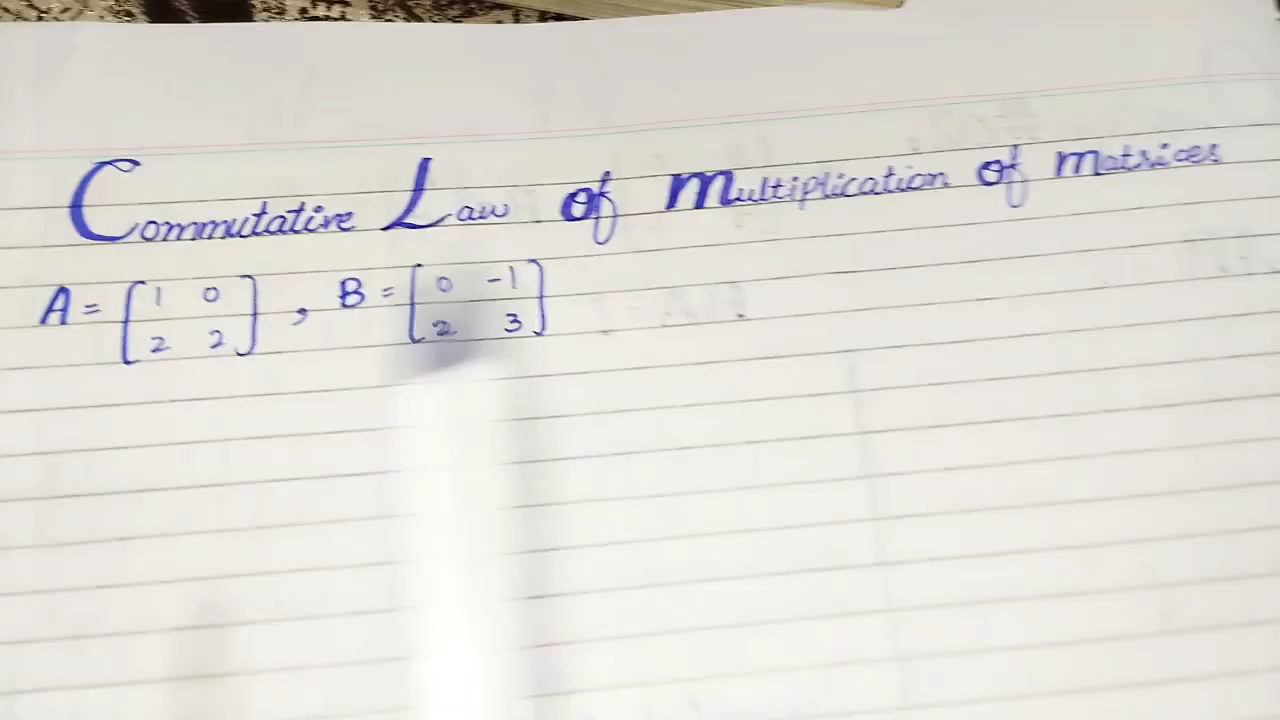 Commutative Law of Multiplication of Matrices
A = [1 0
2 2], B = [0 -1
2 3]